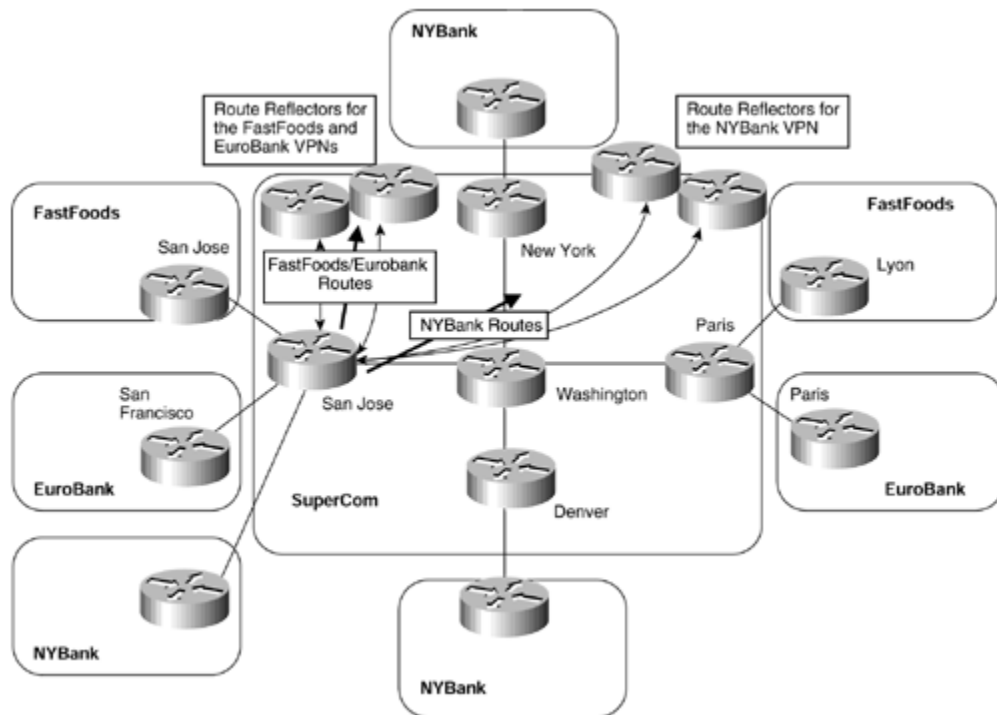 NYBank
Route Reflectors for
the FastFoods and
EuroBank VPNs
Route Reflectors for
the NYBank VPN
FastFoods
San Jose
New York
FastFoods
Lyon
FastFoods/Eurobank
Routes
NYBank Routes
Paris
San
Francisco
San Jose
Washington
Paris
EuroBank
SuperCom
Denver
EuroBank
NYBank
NYBank